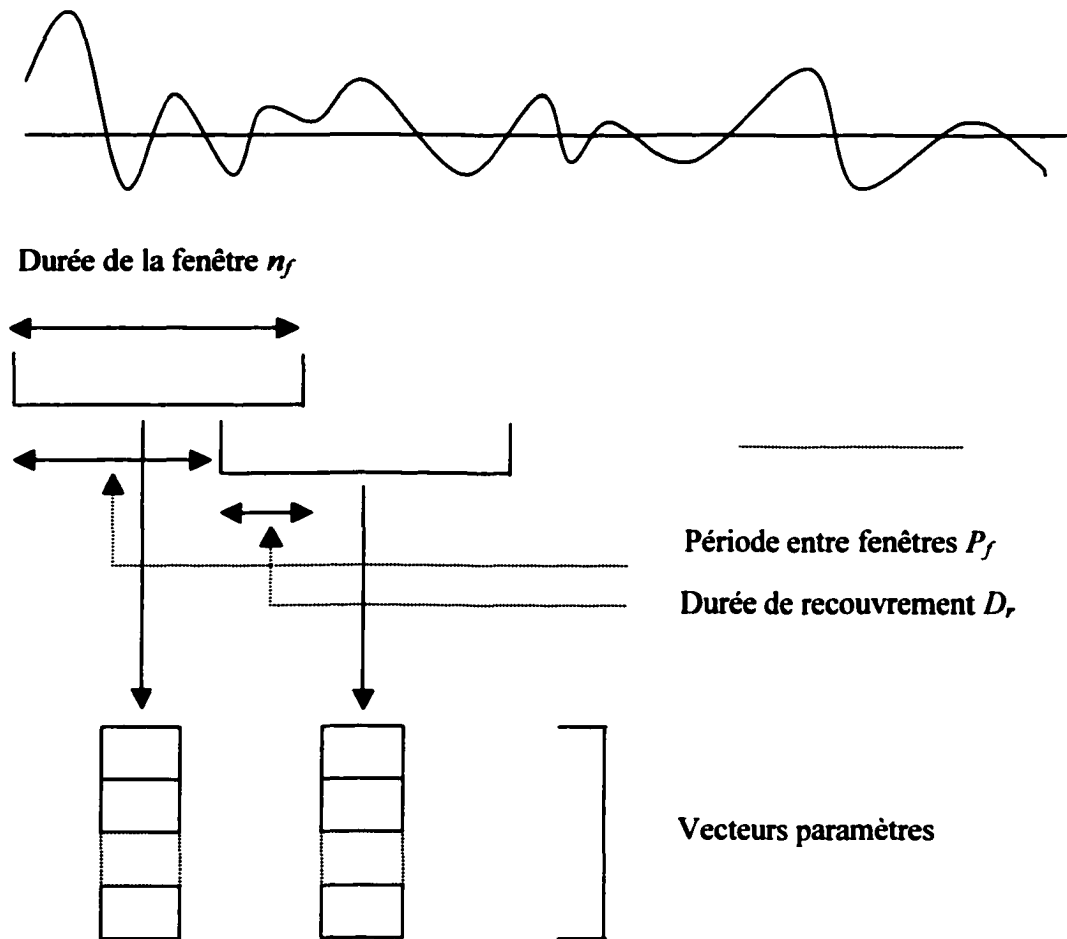 Durée de la fenêtre n_f
Période entre fenêtres P_f
Durée de recouvrement D_r
Vecteurs paramètres